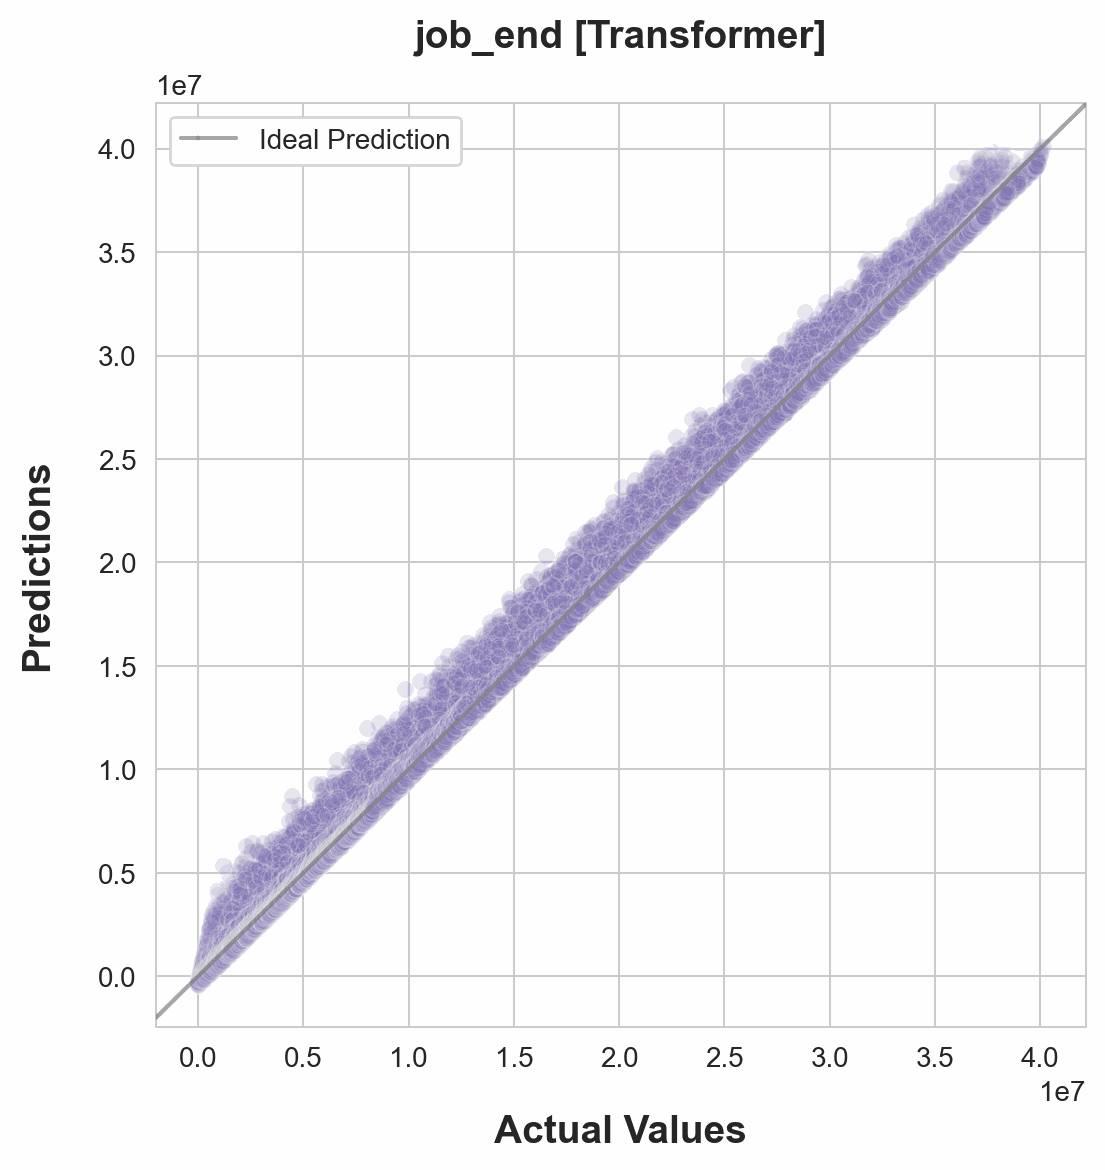 job_end [Transformer]
1e7
Ideal Prediction
4.0
3.5
3.0
2.5
2.0
1.5
1.0
0.5
0.0
Predictions
0.0 0.5 1.0 1.5 2.0 2.5 3.0 3.5 4.0
1e7
Actual Values